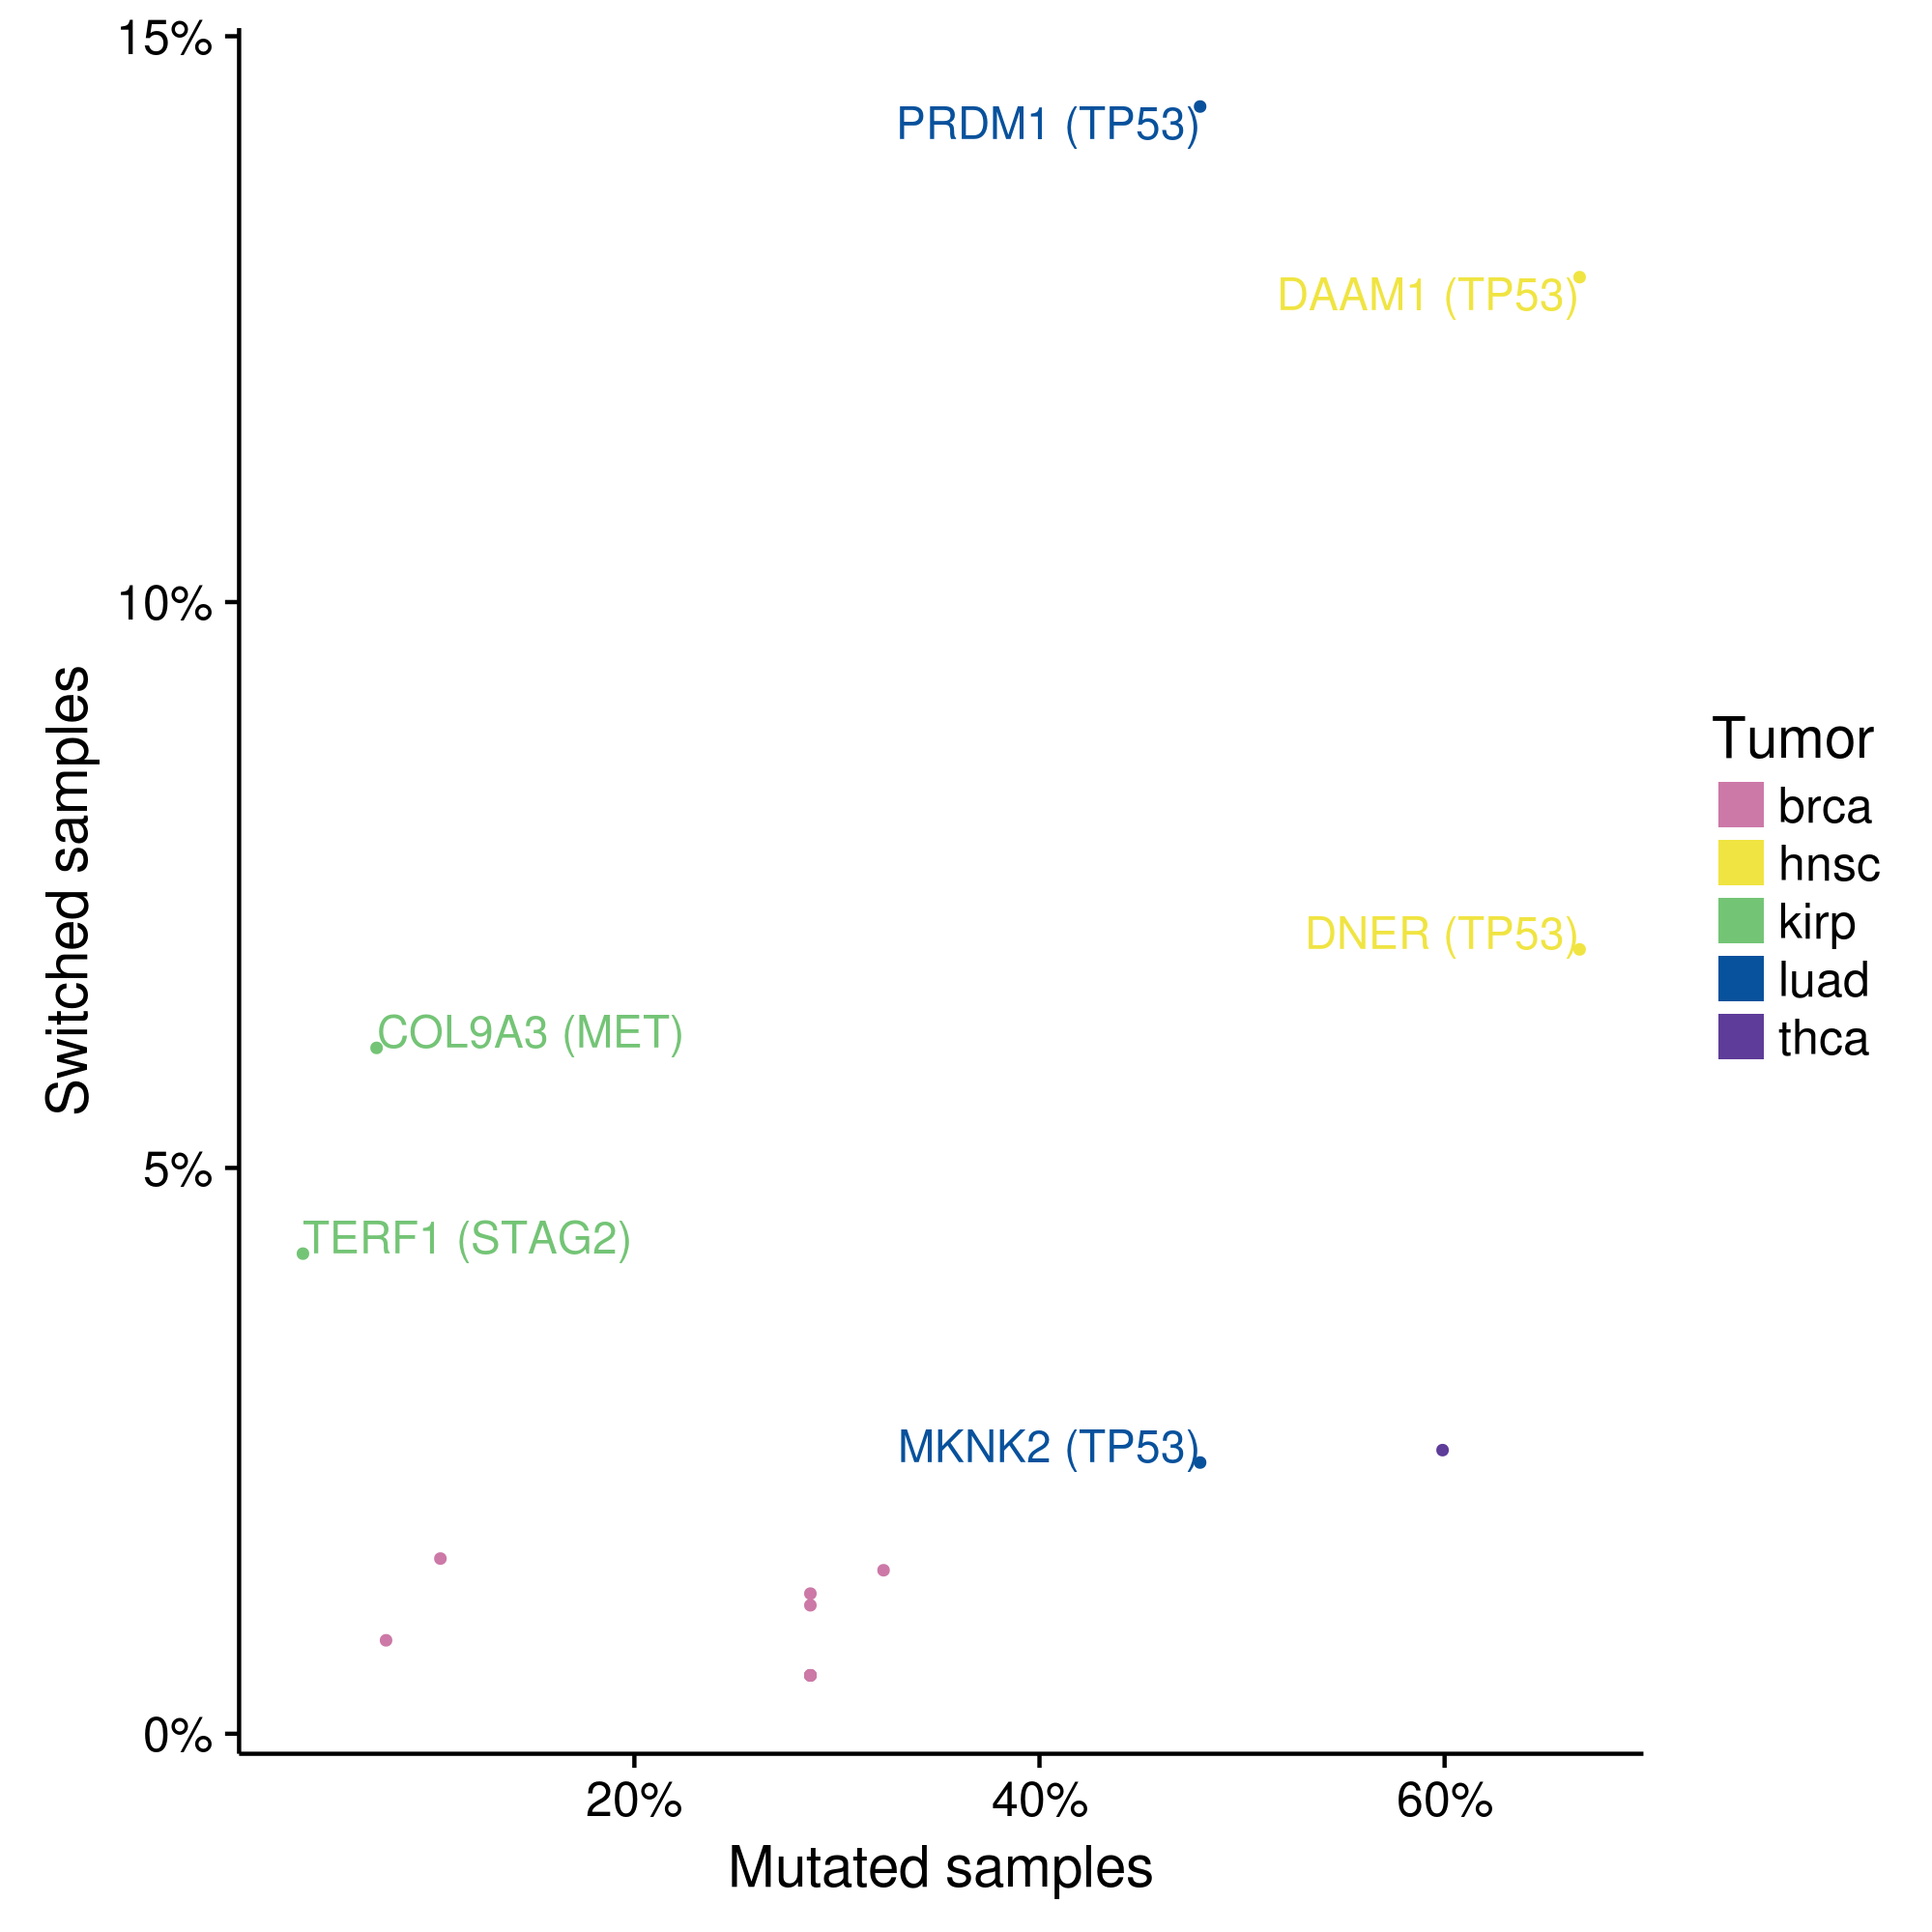 15%
PRDM1 (TP53)
DAAM1 (TP53)
10%
Switched samples
Tumor
brca
hnsc
kirp
luad
thca
DNER (TP53)
COL9A3 (MET)
5%
TERF1 (STAG2)
MKNK2 (TP53)
0%
20%
40%
60%
Mutated samples